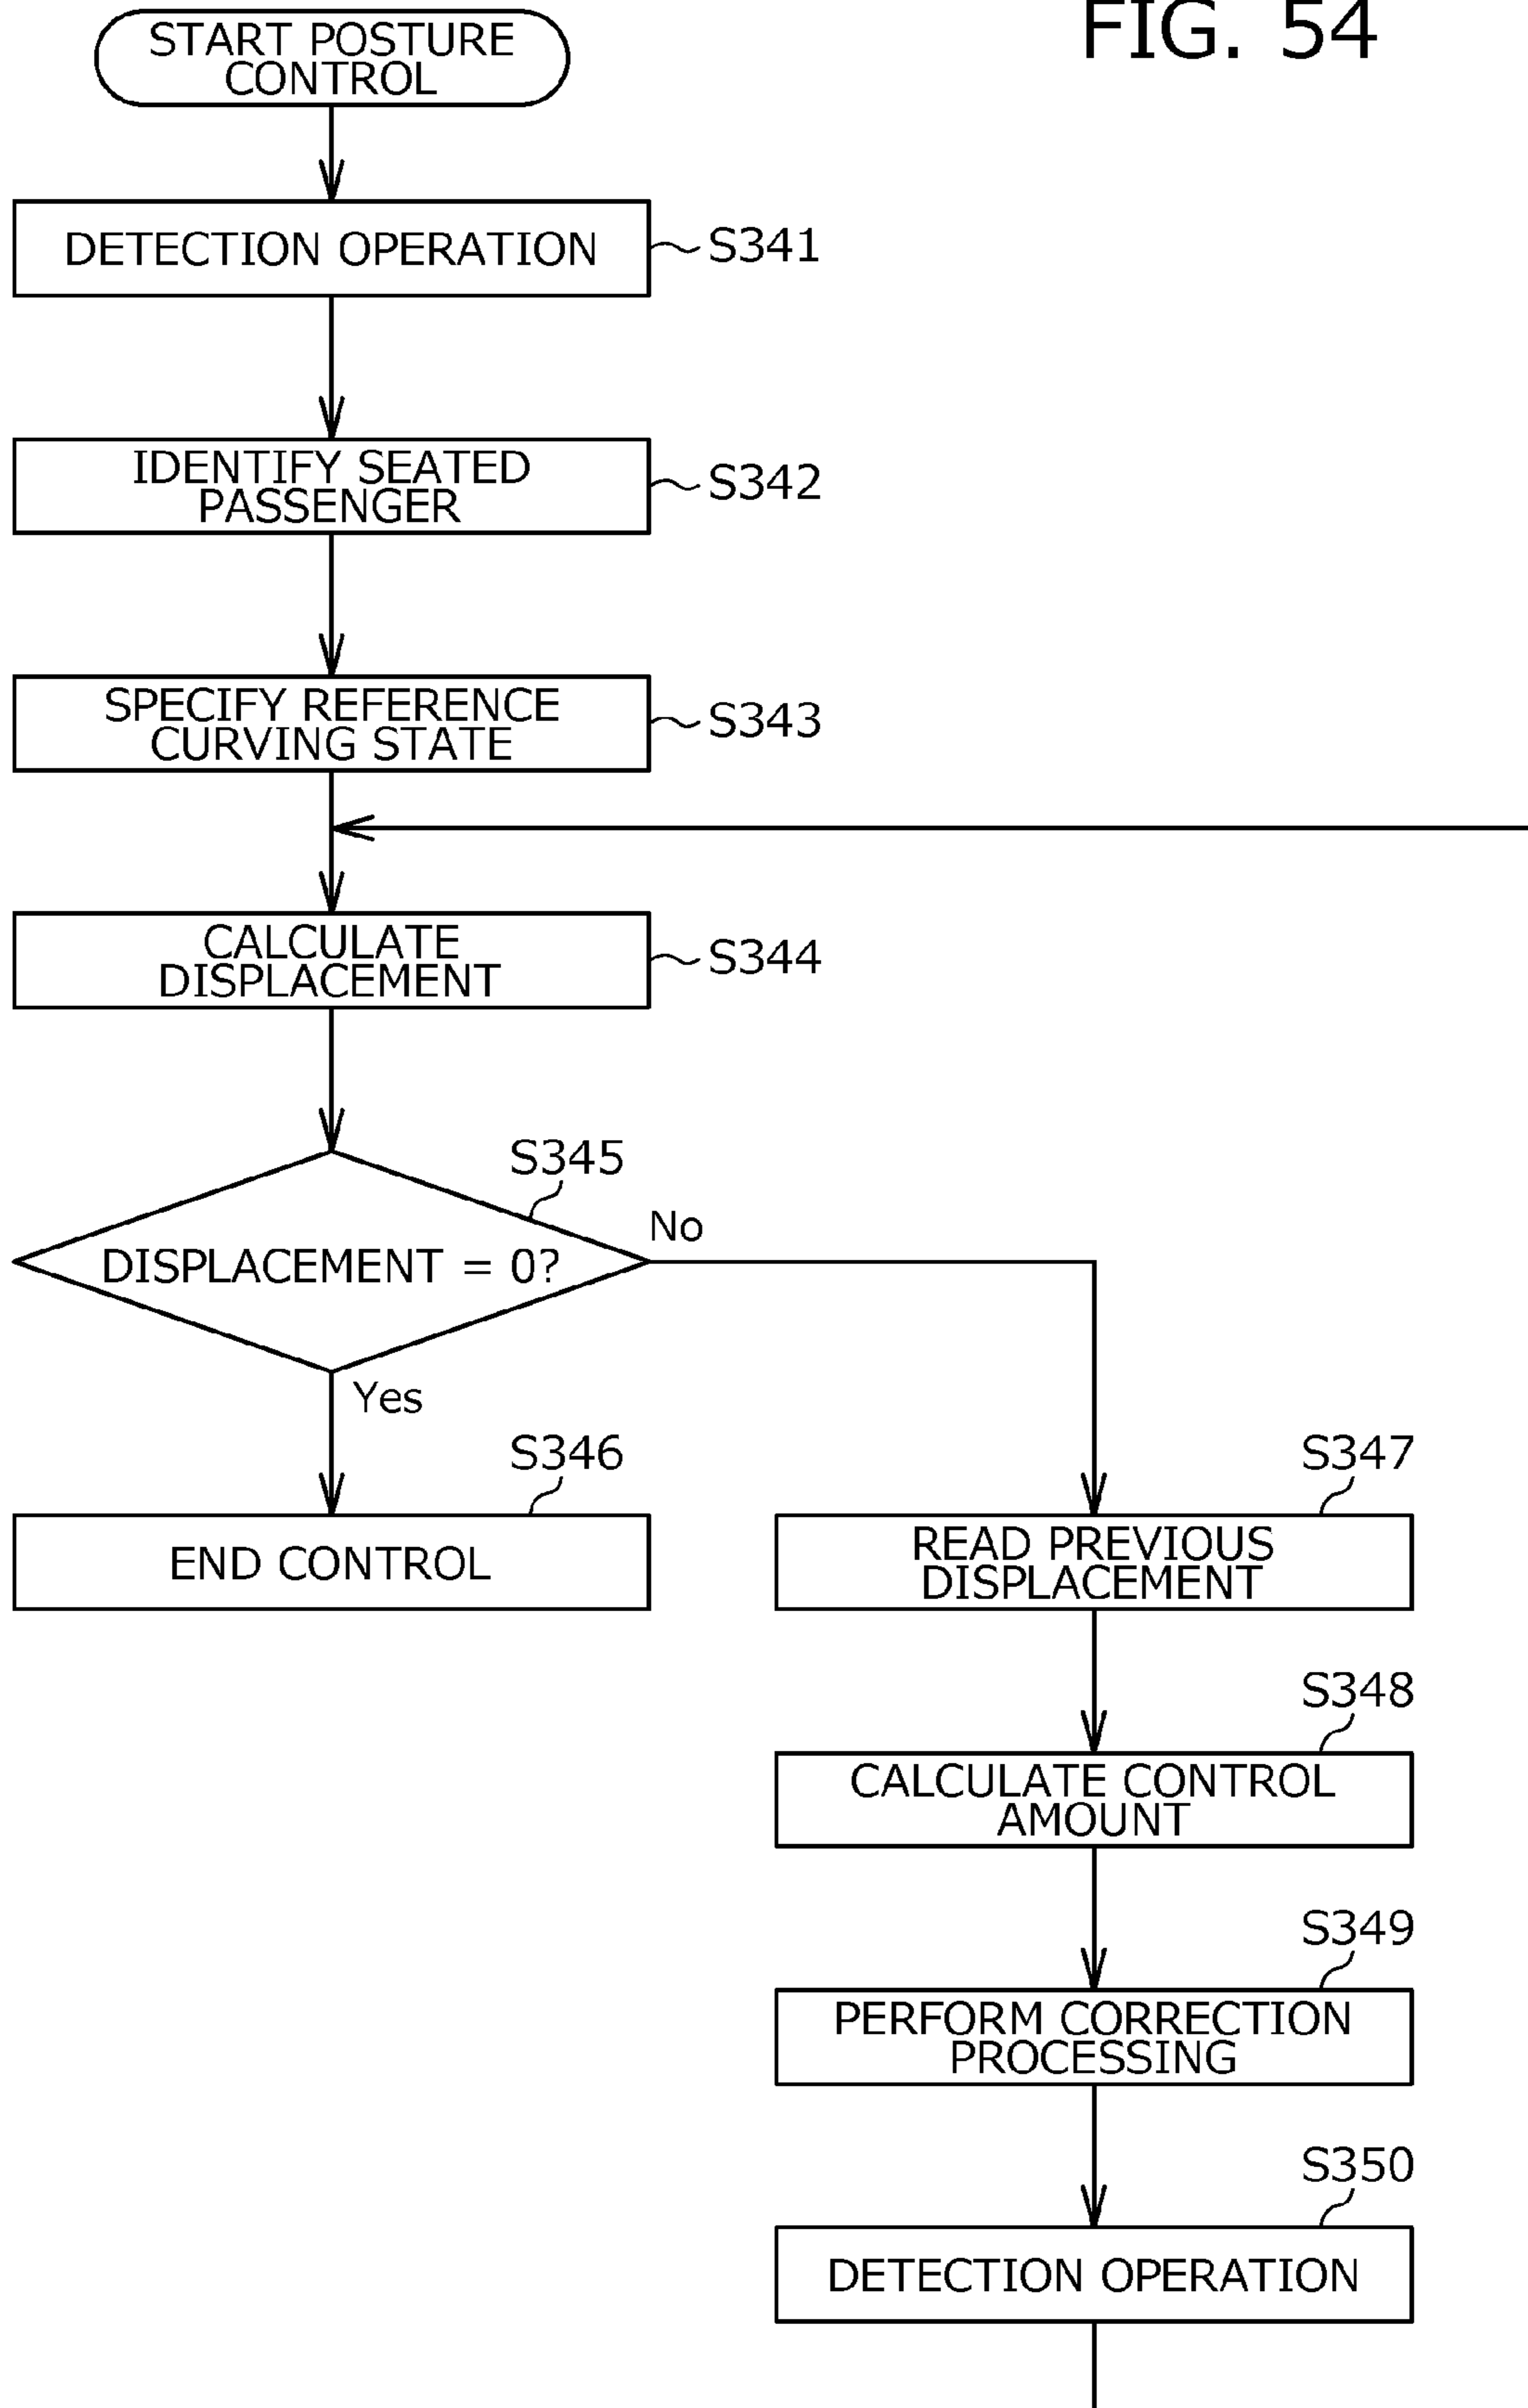 FIG. 54
START POSTURE
CONTROL
DETECTION OPERATION
S341
IDENTIFY SEATED
PASSENGER
S342
SPECIFY REFERENCE
CURVING STATE
S343
CALCULATE
DISPLACEMENT
S344
S345
DISPLACEMENT = 0?
No
Yes
S346
END CONTROL
S347
READ PREVIOUS
DISPLACEMENT
S348
CALCULATE CONTROL
AMOUNT
S349
PERFORM CORRECTION
PROCESSING
S350
DETECTION OPERATION